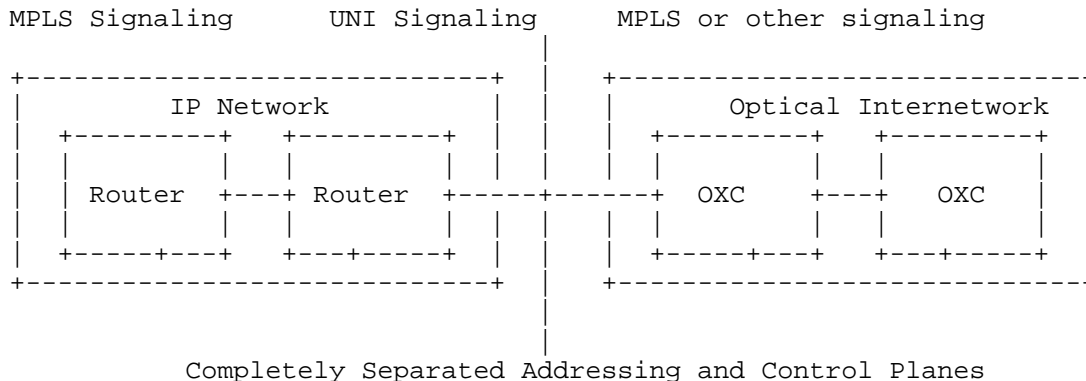 MPLS Signaling UNI Signaling MPLS or other signaling
IP Network Optical Internetwork
Router Router OXC OXC
Completely Separated Addressing and Control Planes